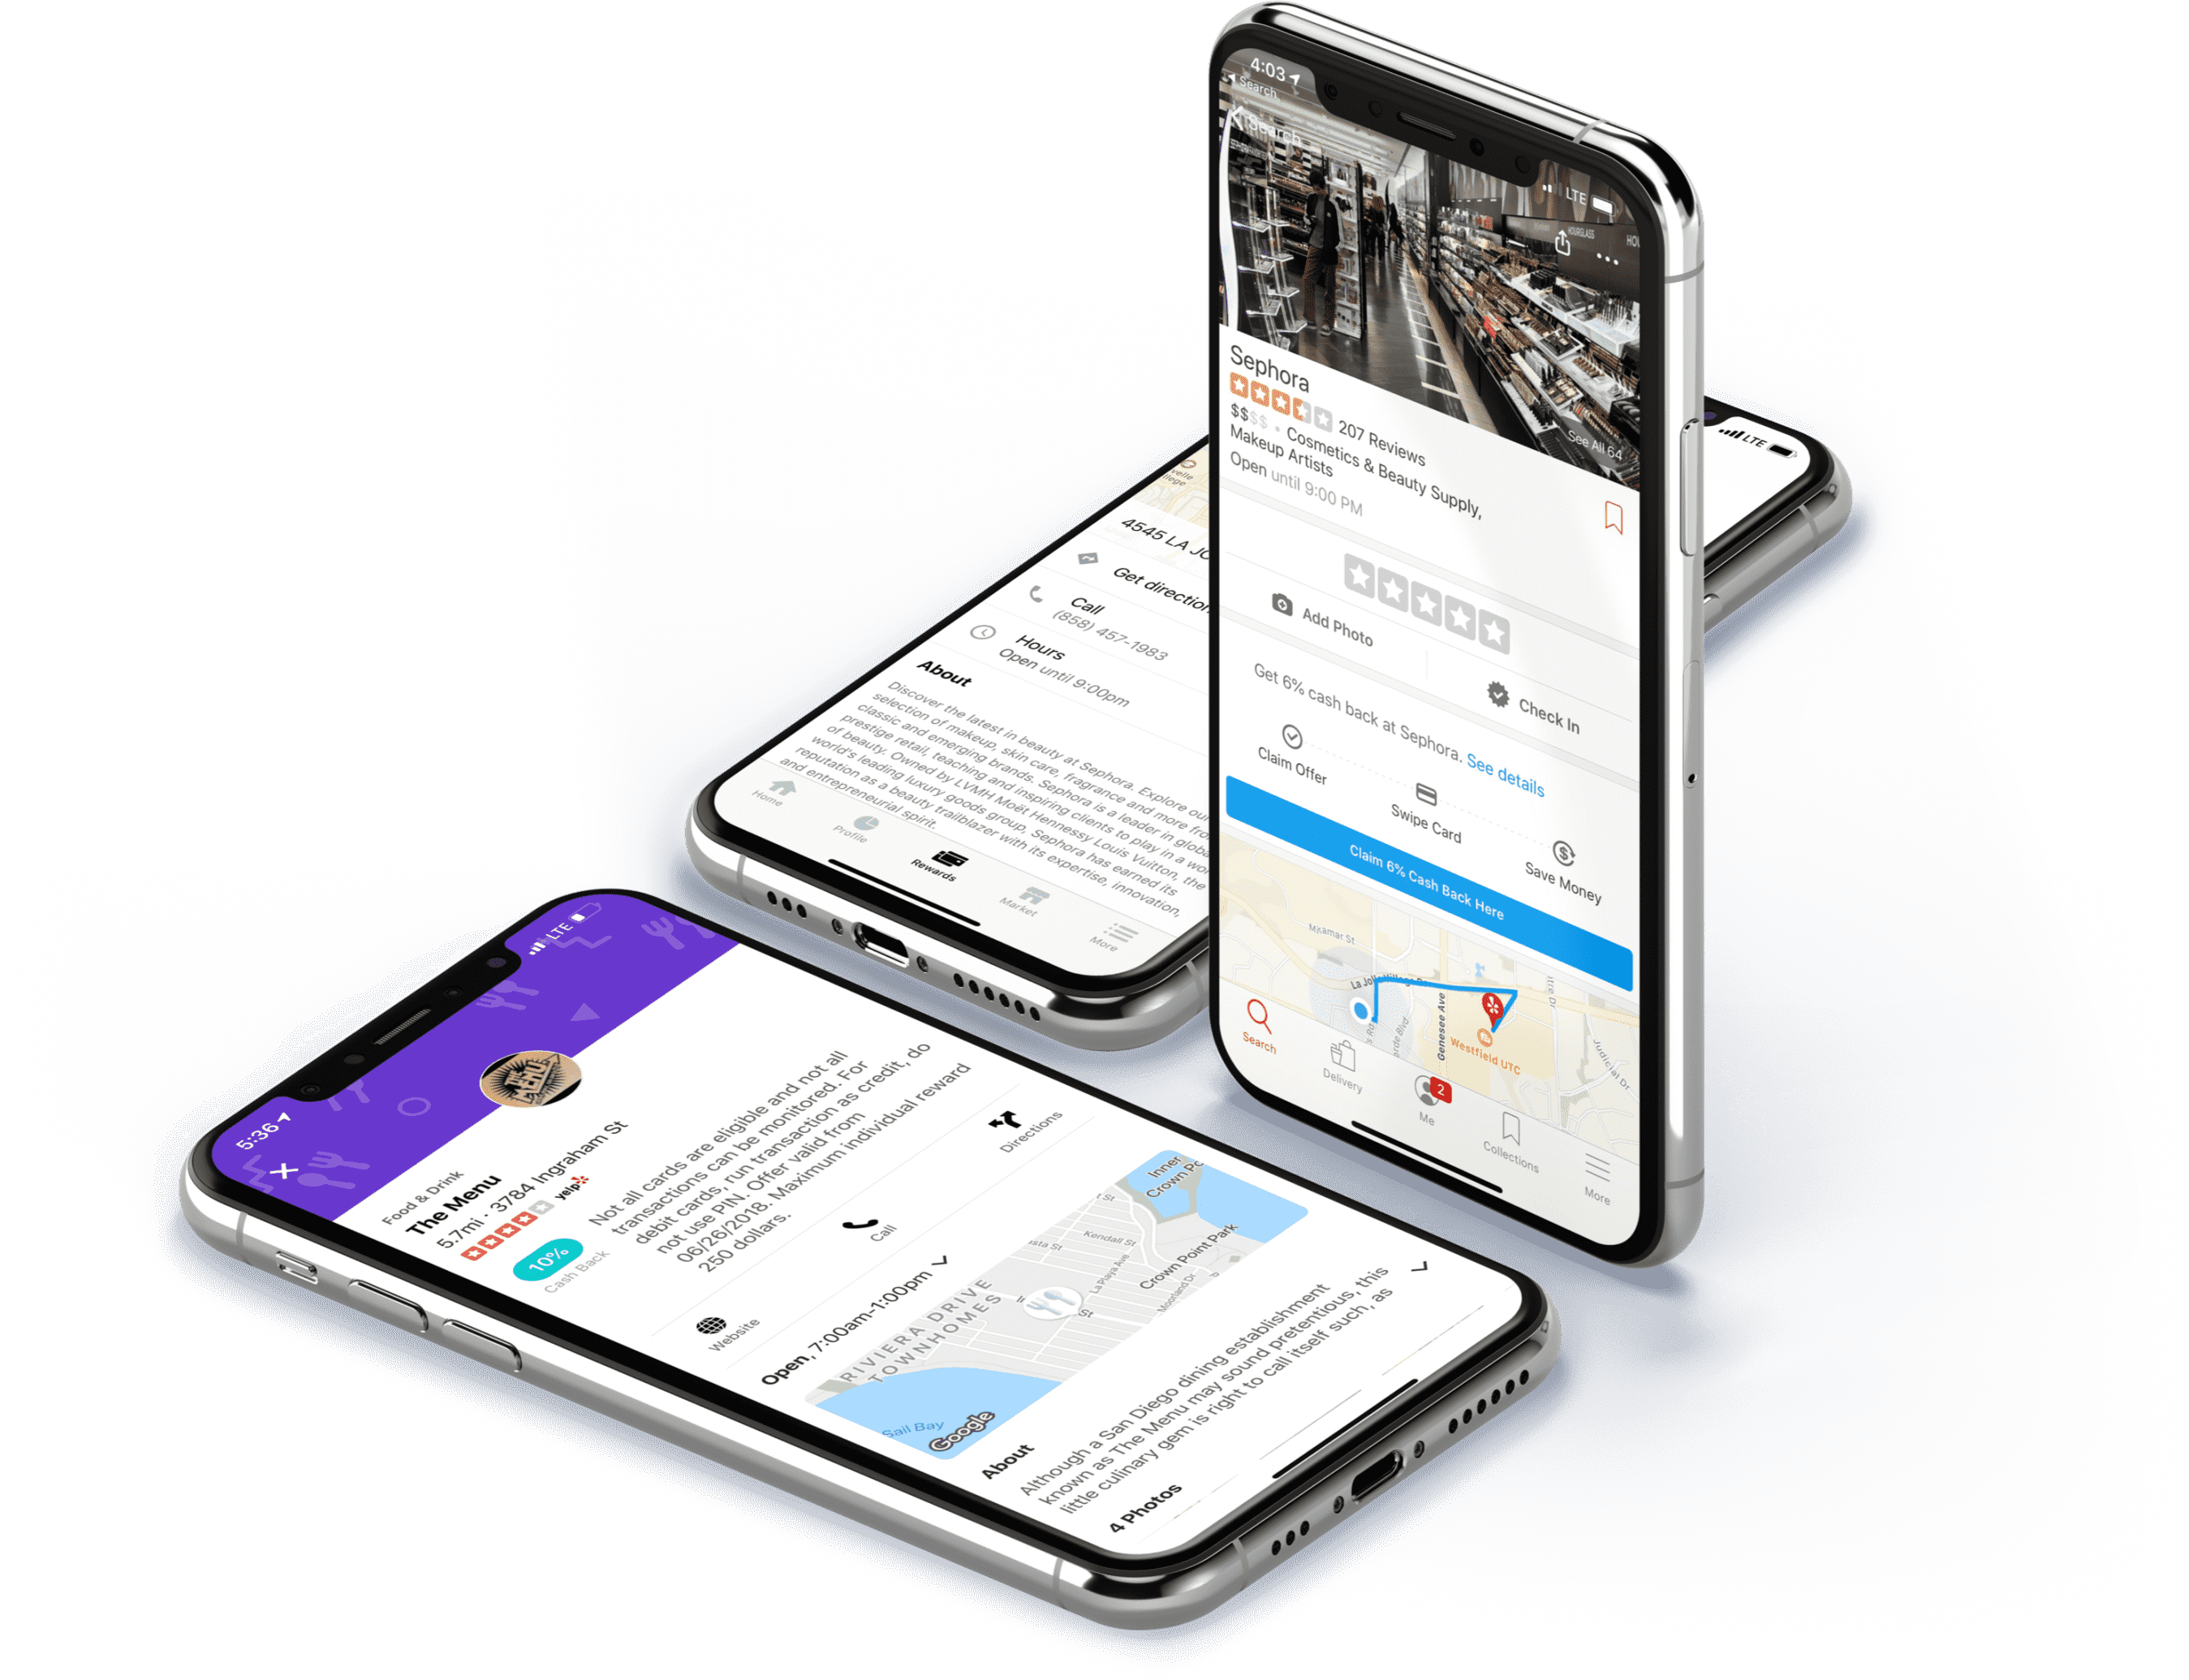 4:03
Search
Search
LTE
HOURGLASS
See All 64
Sephora
207 Reviews
$$$$ • Cosmetics & Beauty Supply,
Makeup Artists
Open until 9:00 PM
Add Photo
Check In
Get 6% cash back at Sephora. See details
Claim Offer
Swipe Card
Save Money
Claim 6% Cash Back Here
Miramar St
Genesee Ave
Westfield UTC
Judicial Dr
Search
Delivery
2
Me
Collections
More
LTE
4545 LA JO
Get direction
Call
(858) 457-1983
Hours
Open until 9:00pm
About
Discover the latest in beauty at Sephora. Explore our
selection of makeup, skin care, fragrance and more fro
classic and emerging brands. Sephora is a leader in globa
prestige retail, teaching and inspiring clients to play in a wor
of beauty. Owned by LVMH Moët Hennessy Louis Vuitton, the
world's leading luxury goods group, Sephora has earned its
reputation as a beauty trailblazer with its expertise, innovation,
and entrepreneurial spirit.
Home
Profile
Rewards
Market
More
5:36
LTE
Food & Drink
The Menu
5.7mi · 3784 Ingraham St
yelp
10%
Cash Back
Not all cards are eligible and not all
transactions can be monitored. For
debit cards, run transaction as credit, do
not use PIN. Offer valid from
06/26/2018. Maximum individual reward
250 dollars.
Website
Call
Directions
Open, 7:00am-1:00pm
Inner
Crown Po
Kendall St
Crown Point Park
La Playa Ave
Moorland Dr
RIVIERA DRIVE
TOWNHOMES
Sail Bay
Google
About
Although a San Diego dining establishment
known as The Menu may sound pretentious, this
little culinary gem is right to call itself such, as
4 Photos